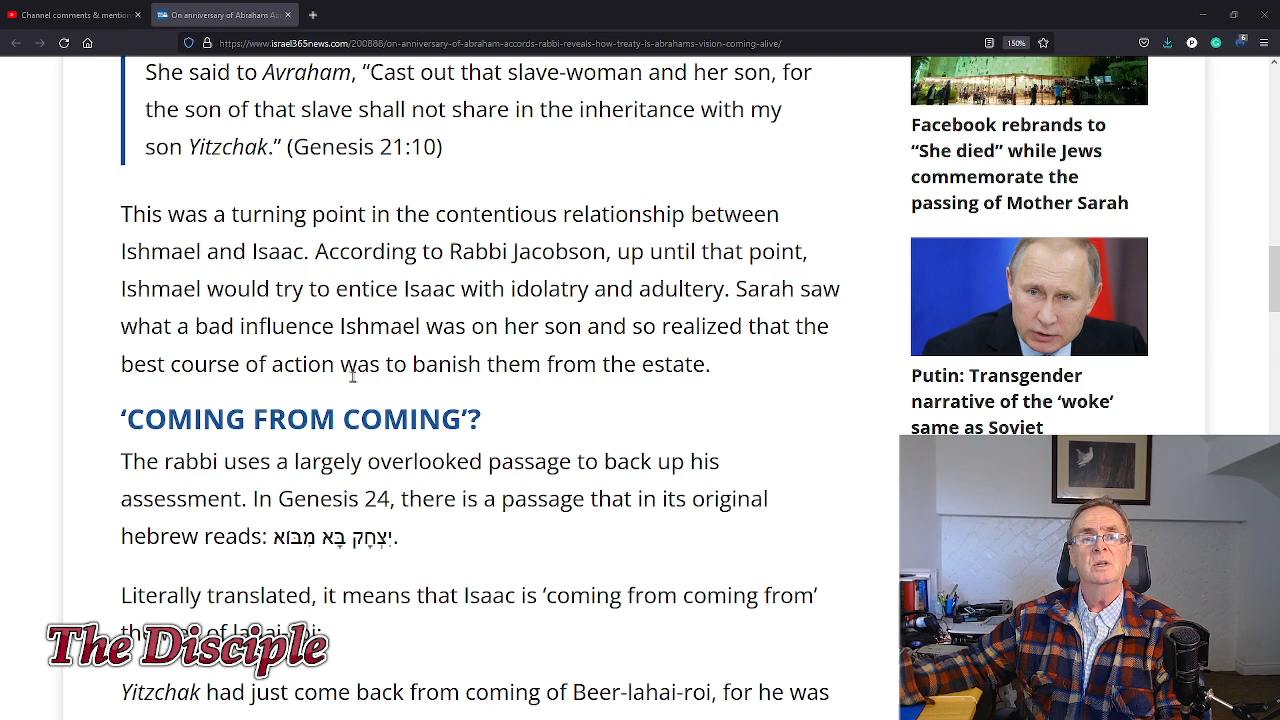 Channel comments & mention
On anniversary of Abraham Acc
https://www.israel365news.com/200888/on-anniversary-of-abraham-accords-rabbi-reveals-how-treaty-is-abrahams-vision-coming-alive/
150%
6
She said to Avraham, “Cast out that slave-woman and her son, for
the son of that slave shall not share in the inheritance with my
son Yitzchak.” (Genesis 21:10)
This was a turning point in the contentious relationship between
Ishmael and Isaac. According to Rabbi Jacobson, up until that point,
Ishmael would try to entice Isaac with idolatry and adultery. Sarah saw
what a bad influence Ishmael was on her son and so realized that the
best course of action was to banish them from the estate.
‘COMING FROM COMING’?
The rabbi uses a largely overlooked passage to back up his
assessment. In Genesis 24, there is a passage that in its original
hebrew reads: יִצְחָק בָּא מִבּוֹא.
Literally translated, it means that Isaac is ‘coming from coming from’
The Disciple
Yitzchak had just come back from coming of Beer-lahai-roi, for he was
Facebook rebrands to
“She died” while Jews
commemorate the
passing of Mother Sarah
Putin: Transgender
narrative of the ‘woke’
same as Soviet